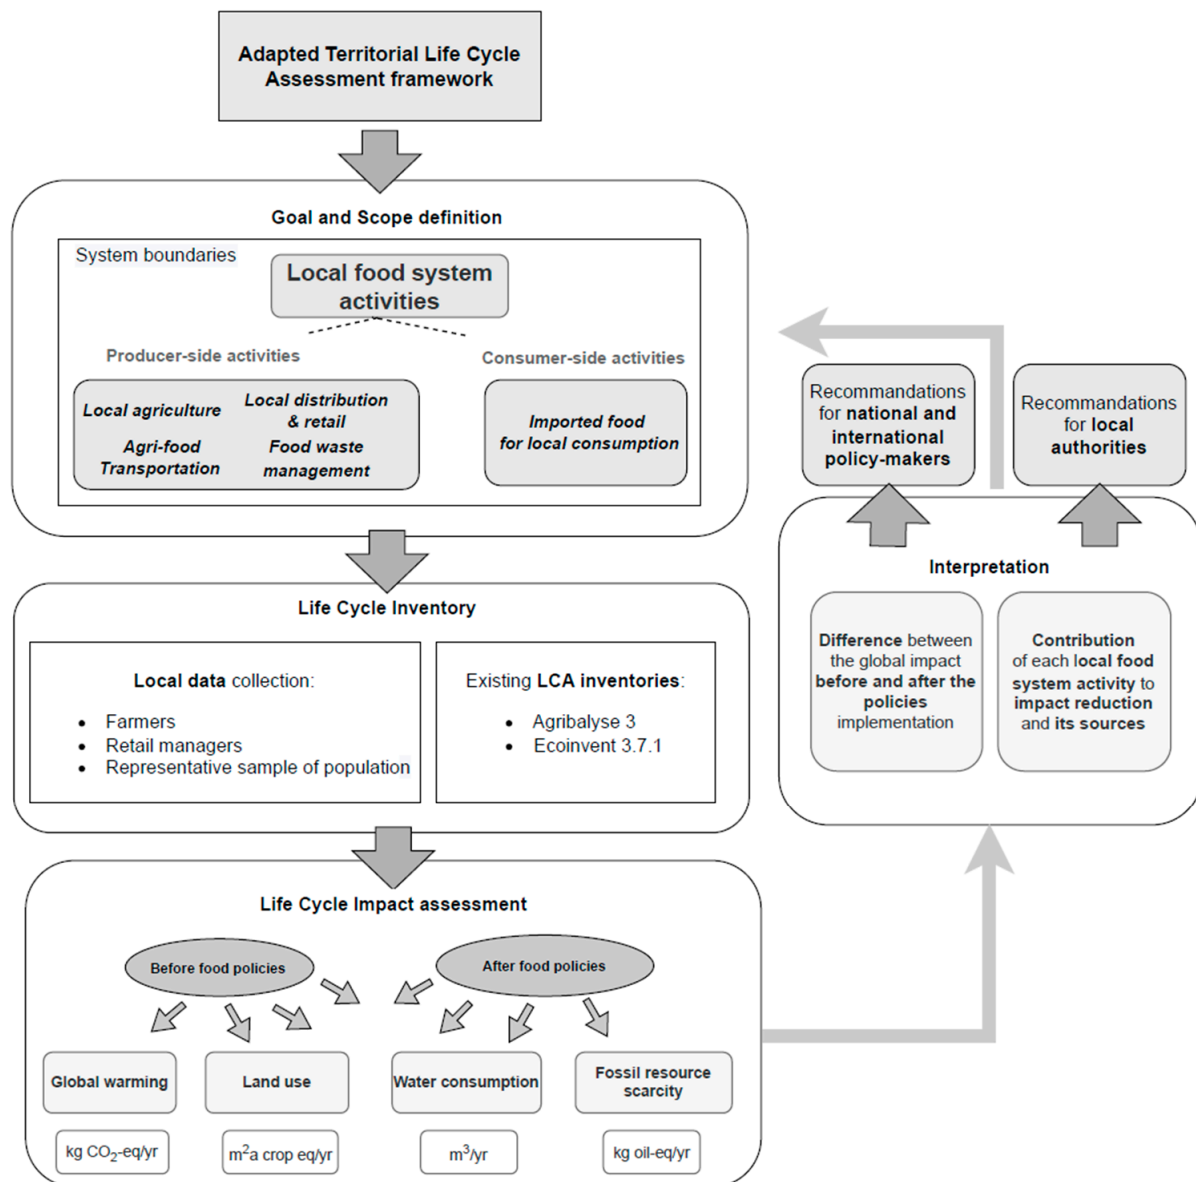 Adapted Territorial Life Cycle
Assessment framework
Goal and Scope definition
System boundaries
Local food system
activities
Producer-side activities
Consumer-side activities
Local agriculture
Local distribution
& retail
Agri-food
Transportation
Food waste
management
Imported food
for local consumption
Recommandations
for national and
international
policy-makers
Recommandations
for local
authorities
Life Cycle Inventory
Local data collection:
• Farmers
• Retail managers
• Representative sample of population
Existing LCA inventories:
• Agribalyse 3
• Ecoinvent 3.7.1
Interpretation
Difference between
the global impact
before and after the
policies
implementation
Contribution
of each local food
system activity to
impact reduction
and its sources
Life Cycle Impact assessment
Before food policies
After food policies
Global warming
Land use
Water consumption
Fossil resource
scarcity
kg CO₂-eq/yr
m²a crop eq/yr
m³/yr
kg oil-eq/yr